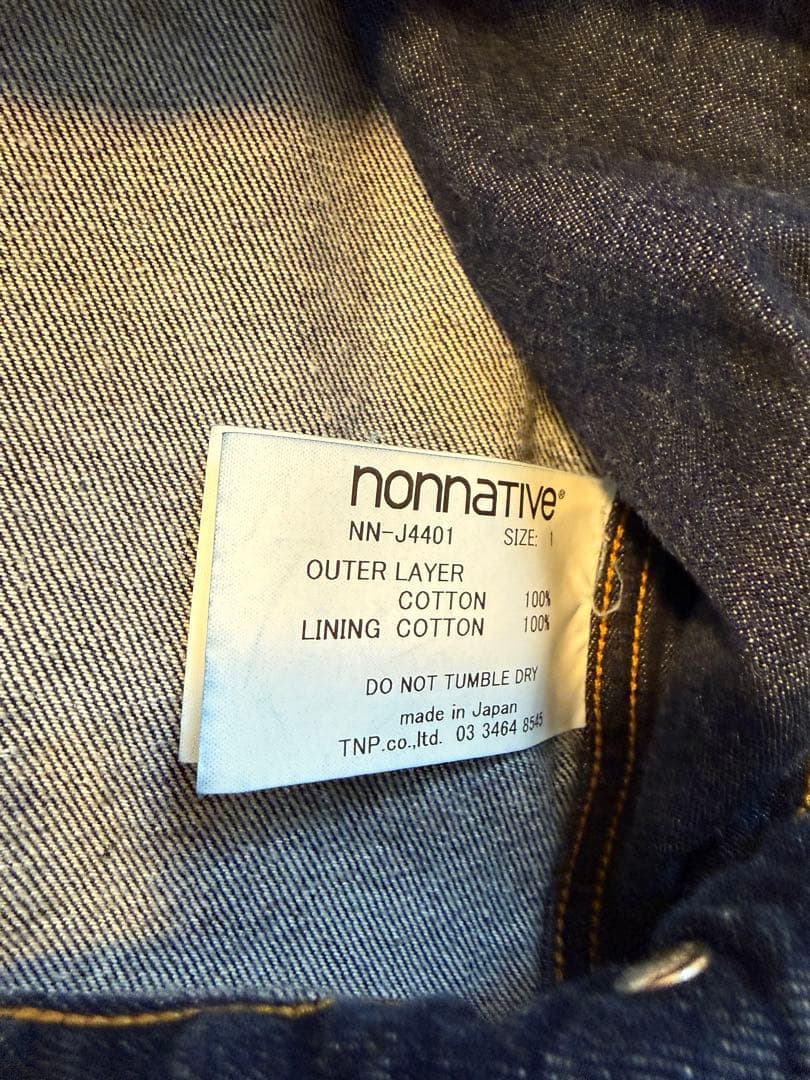 nonnaTIVe®
NN-J4401 SIZE: 1
OUTER LAYER
COTTON 100%
LINING COTTON 100%
DO NOT TUMBLE DRY
made in Japan
TNP.co.,ltd. 03 3464 8545